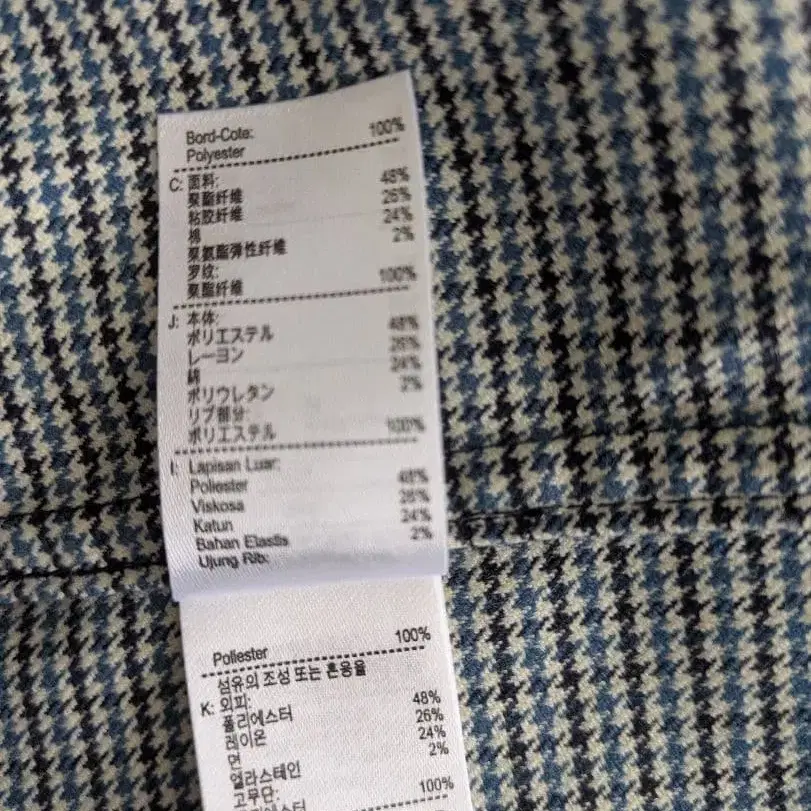 Bord-Cote:
Polyester 100%
C: 面料:
聚酯纤维 48%
粘胶纤维 26%
棉 24%
聚氨酯弹性纤维 2%
罗纹:
聚酯纤维 100%
J: 本体:
ポリエステル 48%
レーヨン 26%
綿 24%
ポリウレタン 2%
リブ部分:
ポリエステル 100%
I: Lapisan Luar:
Poliester 48%
Viskosa 26%
Katun 24%
Bahan Elastis 2%
Ujung Rib:
Poliester 100%
섬유의 조성 또는 혼용율
K: 외피:
폴리에스터 48%
레이온 26%
면 24%
엘라스테인 2%
고무단:
폴리에스터 100%